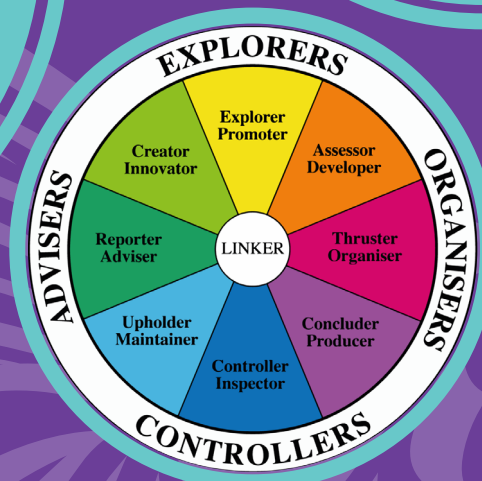 EXPLORERS
Explorer
Promoter
Creator
Innovator
Assessor
Developer
ADVISERS
Reporter
Adviser
LINKER
Thruster
Organiser
ORGANISERS
Upholder
Maintainer
Concluder
Producer
Controller
Inspector
CONTROLLERS